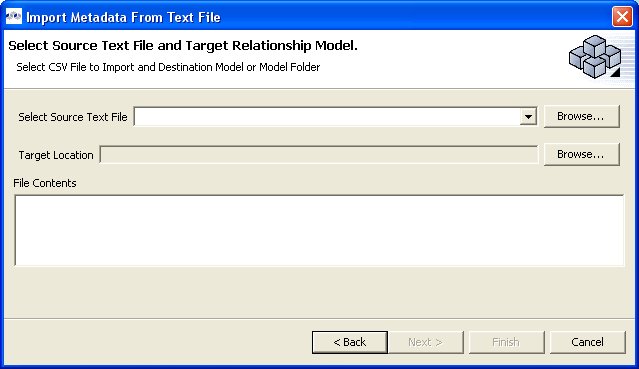 Import Metadata From Text File
Select Source Text File and Target Relationship Model.
Select CSV File to Import and Destination Model or Model Folder
Select Source Text File
Browse...
Target Location
Browse...
File Contents
< Back
Next >
Finish
Cancel